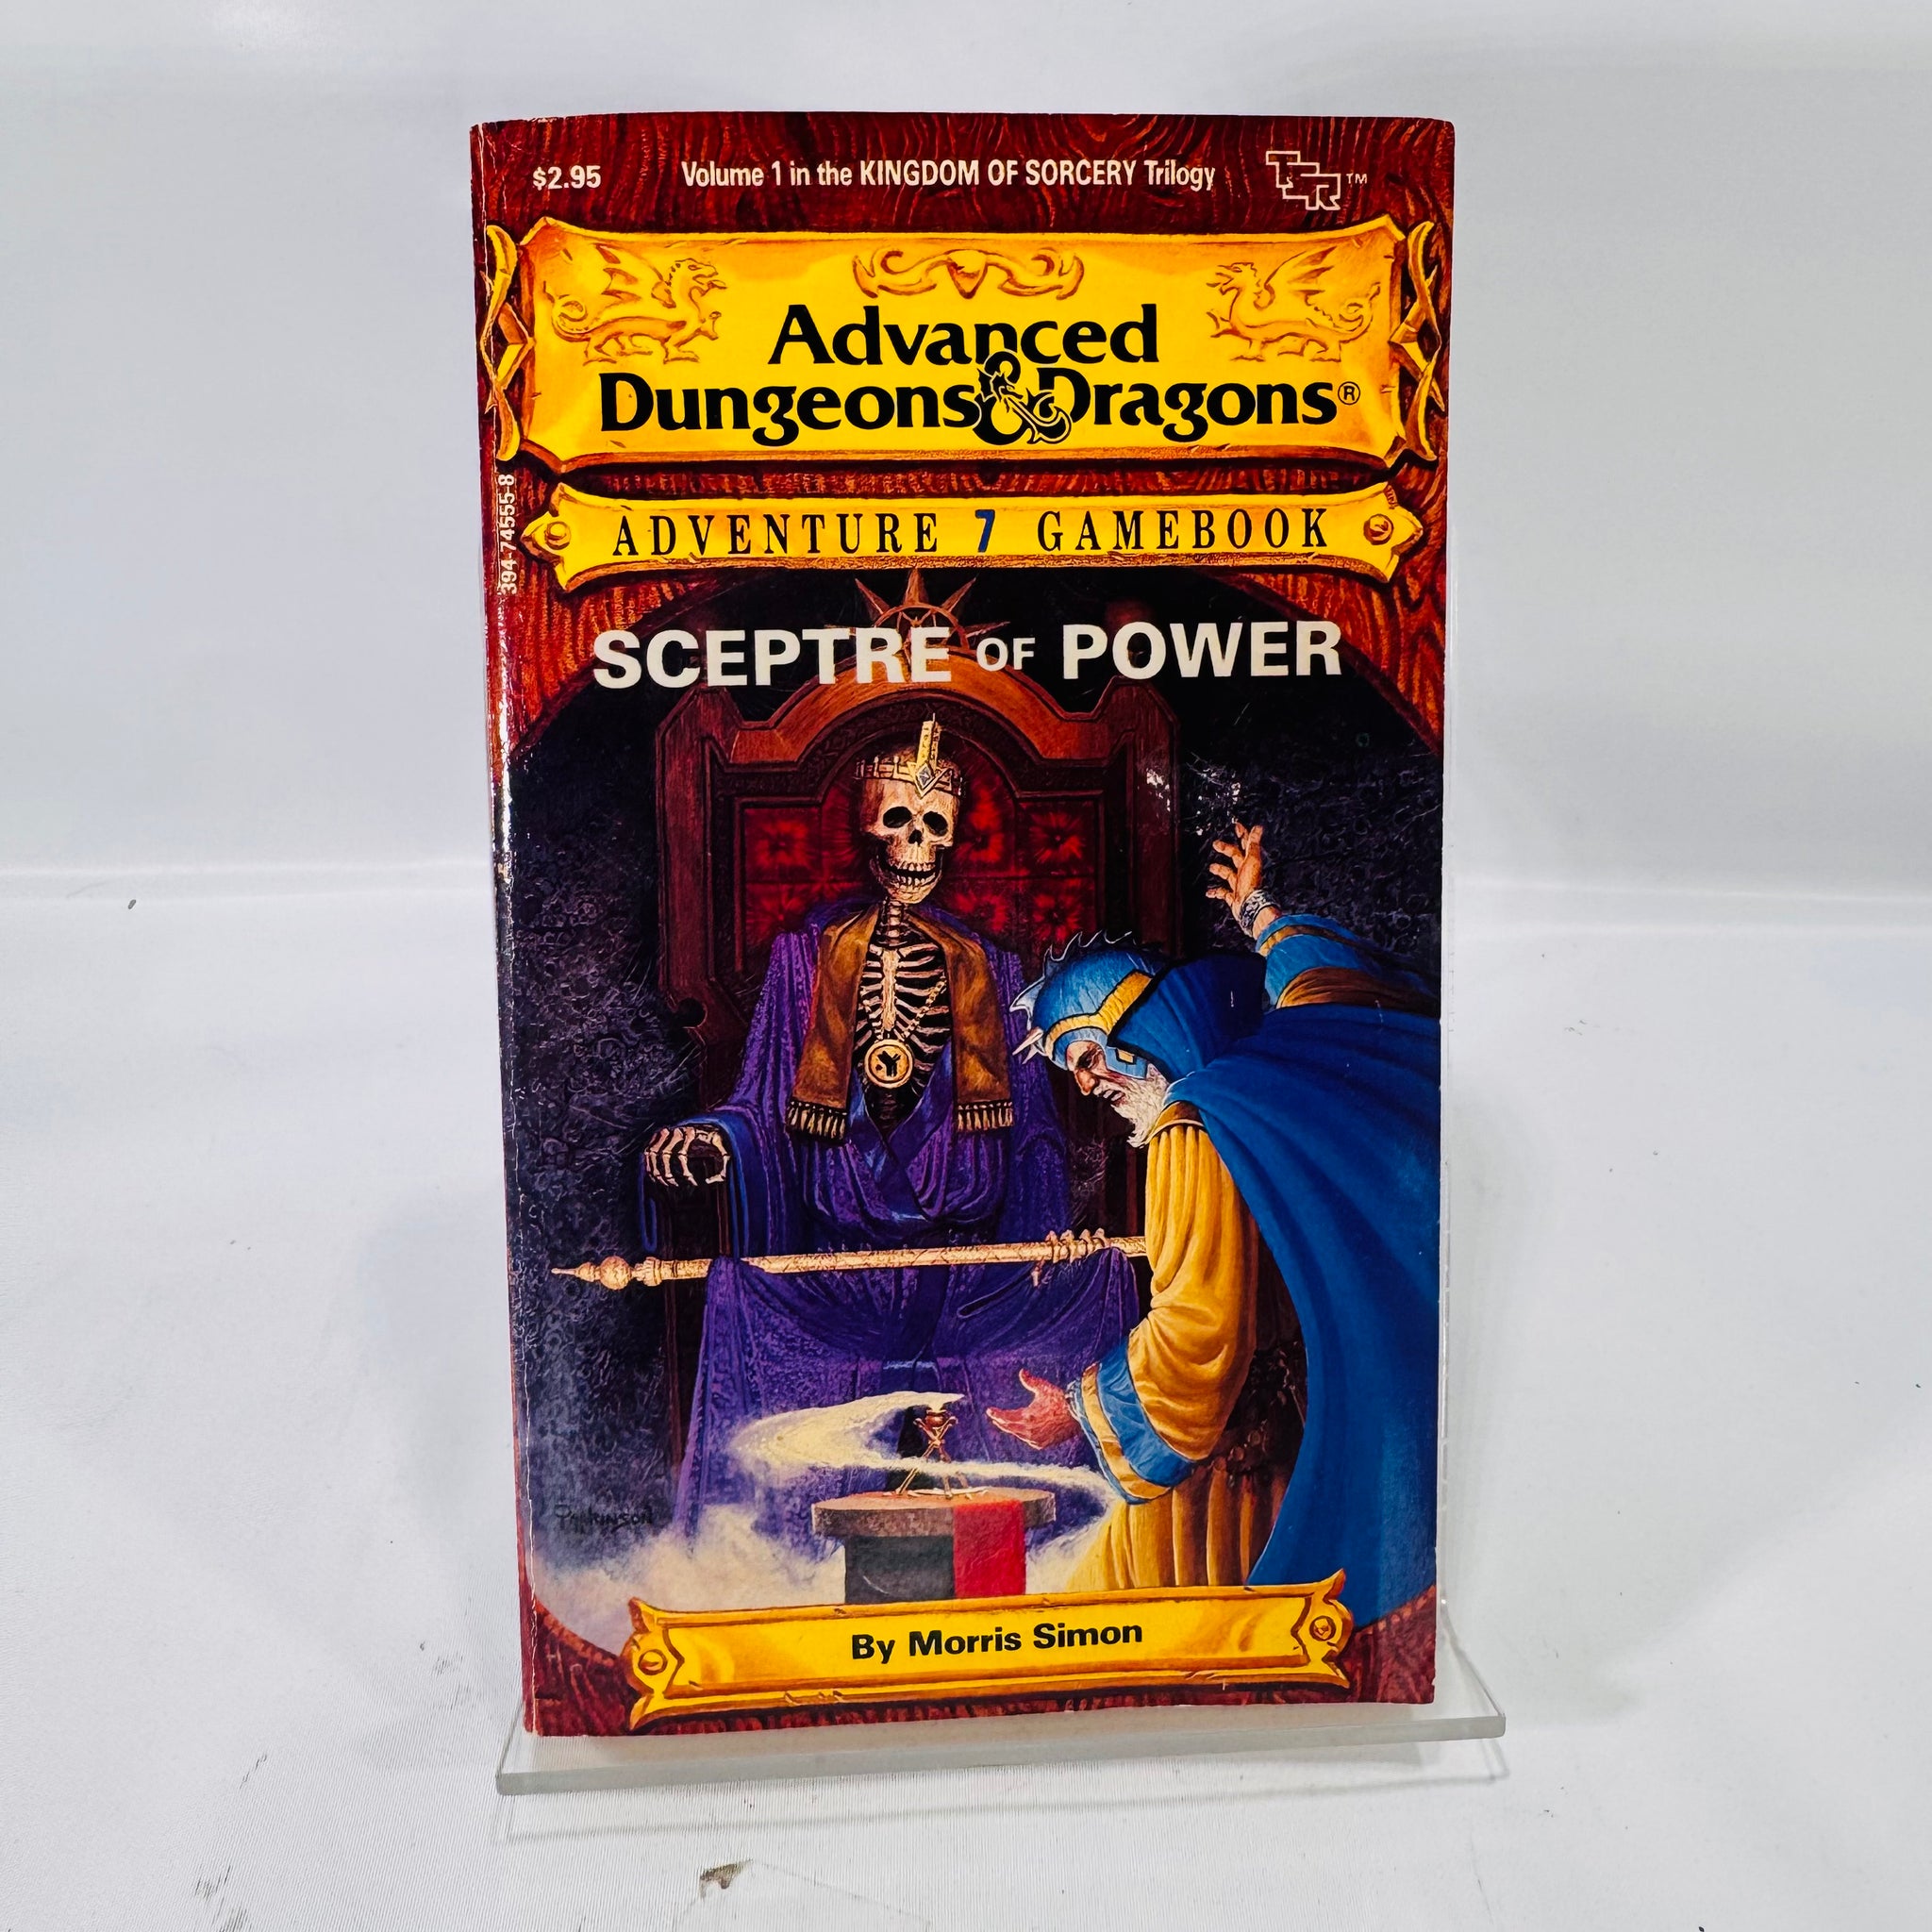 $2.95 Volume 1 in the KINGDOM OF SORCERY Trilogy TSR™
Advanced
Dungeons & Dragons®
ADVENTURE 7 GAMEBOOK
394-74555-8
SCEPTRE OF POWER
PARKINSON
By Morris Simon